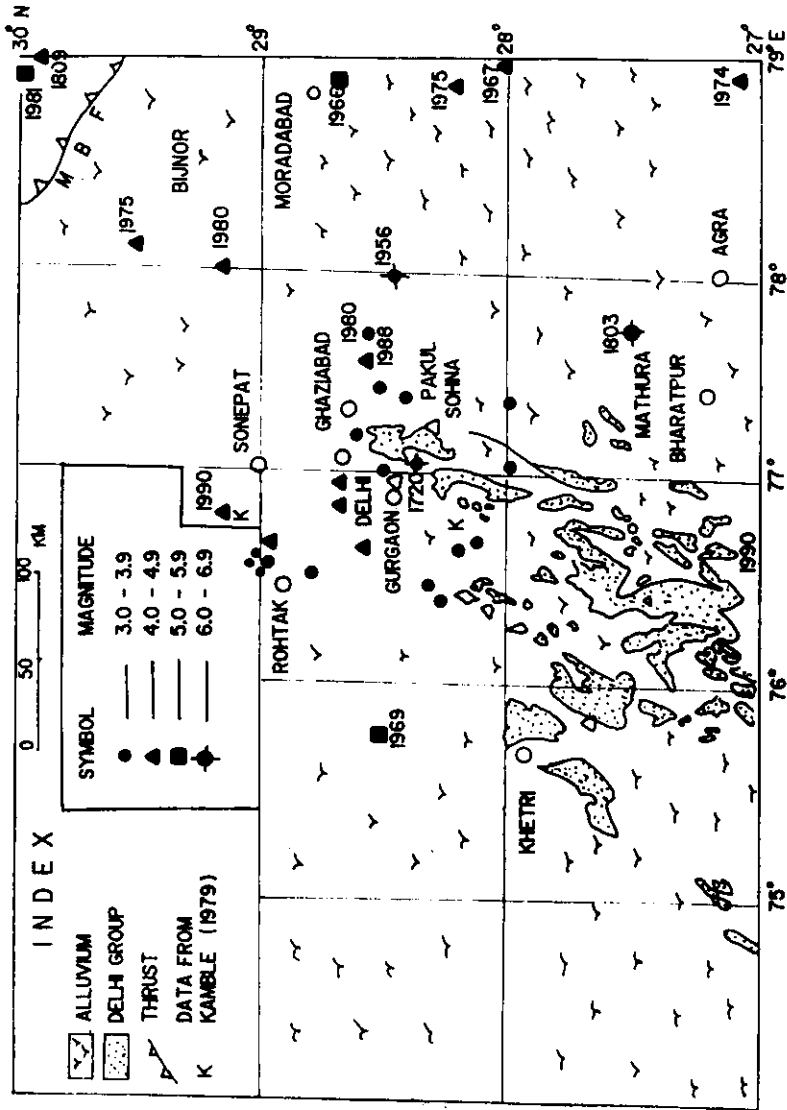 INDEX
ALLUVIUM
DELHI GROUP
THRUST
K DATA FROM
KAMBLE (1979)
0 50 100
KM
SYMBOL MAGNITUDE
3.0 - 3.9
4.0 - 4.9
5.0 - 5.9
6.0 - 6.9
30° N
1981
1809
M B F
1975
BIJNOR
1980
1990
K
SONEPAT
29°
ROHTAK
MORADABAD
1966
GHAZIABAD
1980
1988
1956
DELHI
PAKUL
SOHNA
GURGAON
1720
1975
K
1969
1967
28°
KHETRI
1803
MATHURA
BHARATPUR
AGRA
1974
1990
27°
75°
76°
77°
78°
79° E